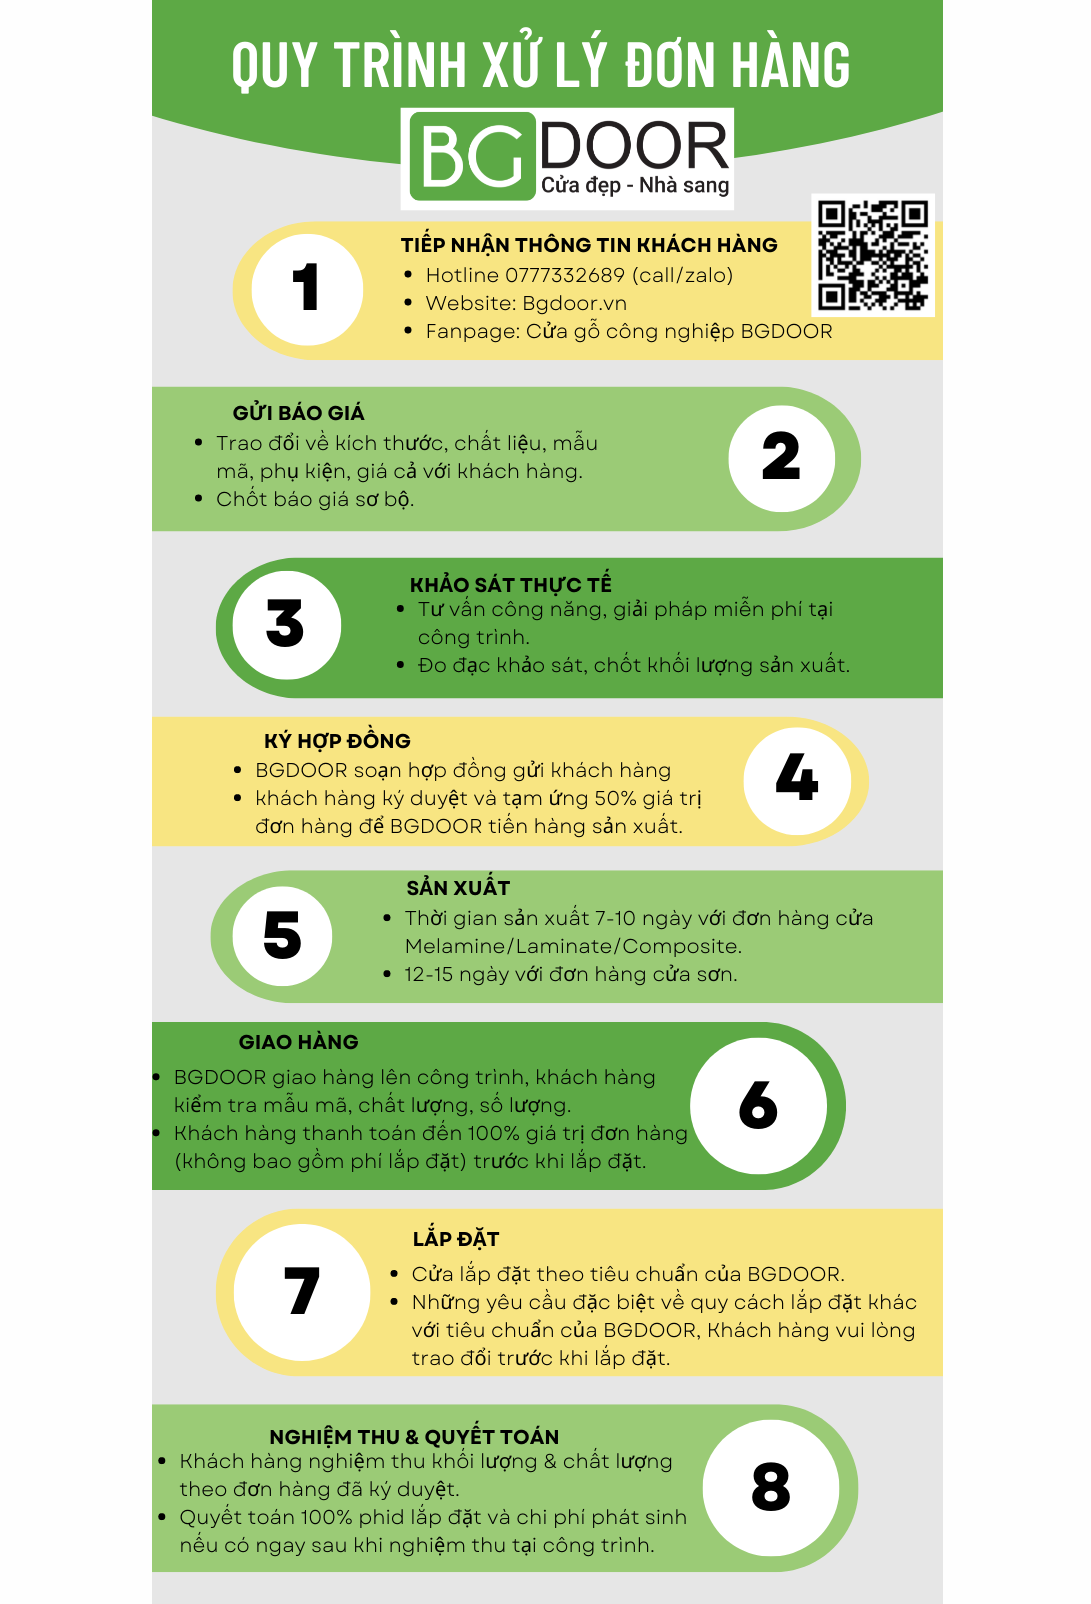 QUY TRÌNH XỬ LÝ ĐƠN HÀNG
BGDOOR
Cửa đẹp - Nhà sang
1
TIẾP NHẬN THÔNG TIN KHÁCH HÀNG
• Hotline 0777332689 (call/zalo)
• Website: Bgdoor.vn
• Fanpage: Cửa gỗ công nghiệp BGDOOR
GỬI BÁO GIÁ
• Trao đổi về kích thước, chất liệu, mẫu
mã, phụ kiện, giá cả với khách hàng.
• Chốt báo giá sơ bộ.
2
3
KHẢO SÁT THỰC TẾ
• Tư vấn công năng, giải pháp miễn phí tại
công trình.
• Đo đạc khảo sát, chốt khối lượng sản xuất.
KÝ HỢP ĐỒNG
• BGDOOR soạn hợp đồng gửi khách hàng
• khách hàng ký duyệt và tạm ứng 50% giá trị
đơn hàng để BGDOOR tiến hàng sản xuất.
4
5
SẢN XUẤT
• Thời gian sản xuất 7-10 ngày với đơn hàng cửa
Melamine/Laminate/Composite.
• 12-15 ngày với đơn hàng cửa sơn.
GIAO HÀNG
• BGDOOR giao hàng lên công trình, khách hàng
kiểm tra mẫu mã, chất lượng, số lượng.
• Khách hàng thanh toán đến 100% giá trị đơn hàng
(không bao gồm phí lắp đặt) trước khi lắp đặt.
6
7
LẮP ĐẶT
• Cửa lắp đặt theo tiêu chuẩn của BGDOOR.
• Những yêu cầu đặc biệt về quy cách lắp đặt khác
với tiêu chuẩn của BGDOOR, Khách hàng vui lòng
trao đổi trước khi lắp đặt.
NGHIỆM THU & QUYẾT TOÁN
• Khách hàng nghiệm thu khối lượng & chất lượng
theo đơn hàng đã ký duyệt.
• Quyết toán 100% phid lắp đặt và chi phí phát sinh
nếu có ngay sau khi nghiệm thu tại công trình.
8